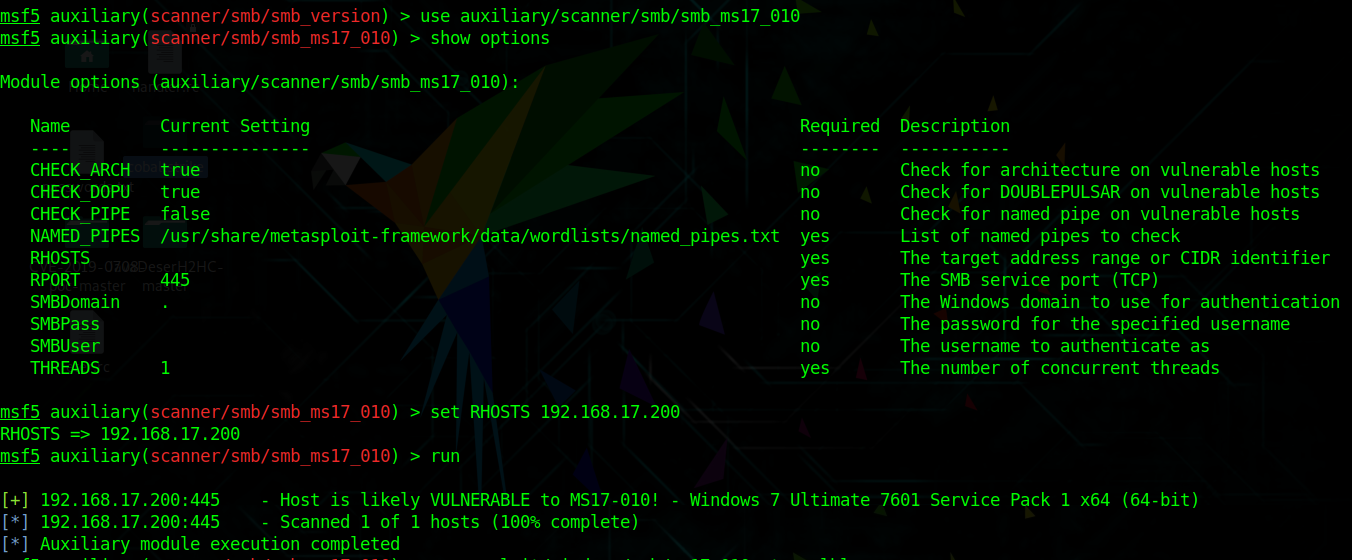 msf5 auxiliary(scanner/smb/smb_version) > use auxiliary/scanner/smb/smb_ms17_010
msf5 auxiliary(scanner/smb/smb_ms17_010) > show options
Module options (auxiliary/scanner/smb/smb_ms17_010):
Name Current Setting Required Description
---- --------------- -------- -----------
CHECK_ARCH true no Check for architecture on vulnerable hosts
CHECK_DOPU true no Check for DOUBLEPULSAR on vulnerable hosts
CHECK_PIPE false no Check for named pipe on vulnerable hosts
NAMED_PIPES /usr/share/metasploit-framework/data/wordlists/named_pipes.txt yes List of named pipes to check
RHOSTS yes The target address range or CIDR identifier
RPORT 445 yes The SMB service port (TCP)
SMBDomain . no The Windows domain to use for authentication
SMBPass no The password for the specified username
SMBUser no The username to authenticate as
THREADS 1 yes The number of concurrent threads
msf5 auxiliary(scanner/smb/smb_ms17_010) > set RHOSTS 192.168.17.200
RHOSTS => 192.168.17.200
msf5 auxiliary(scanner/smb/smb_ms17_010) > run
[+] 192.168.17.200:445 - Host is likely VULNERABLE to MS17-010! - Windows 7 Ultimate 7601 Service Pack 1 x64 (64-bit)
[*] 192.168.17.200:445 - Scanned 1 of 1 hosts (100% complete)
[*] Auxiliary module execution completed